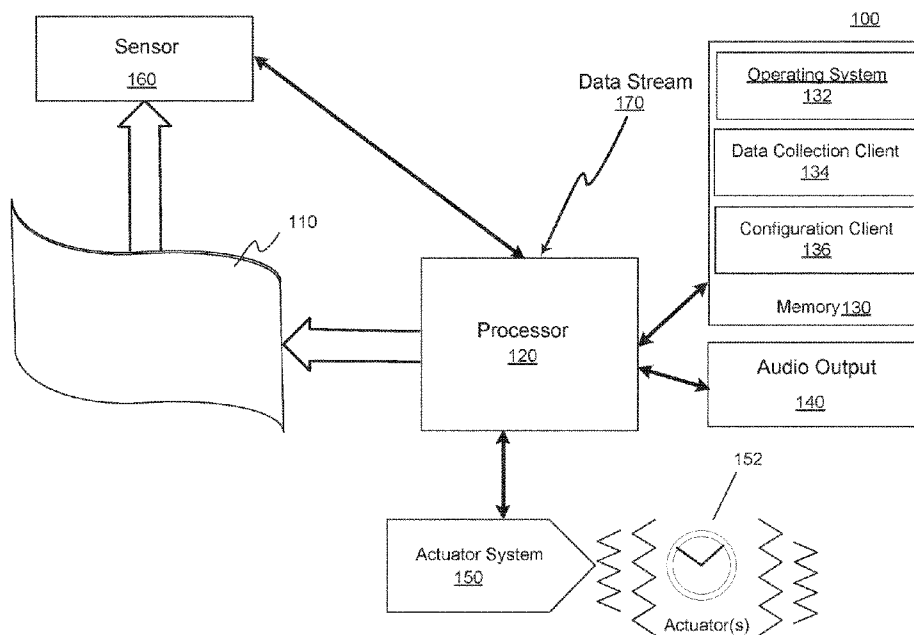 100
Sensor
160
Operating System
132
Data Stream
170
Data Collection Client
134
110
Configuration Client
136
Memory 130
Processor
120
Audio Output
140
152
Actuator System
150
Actuator(s)